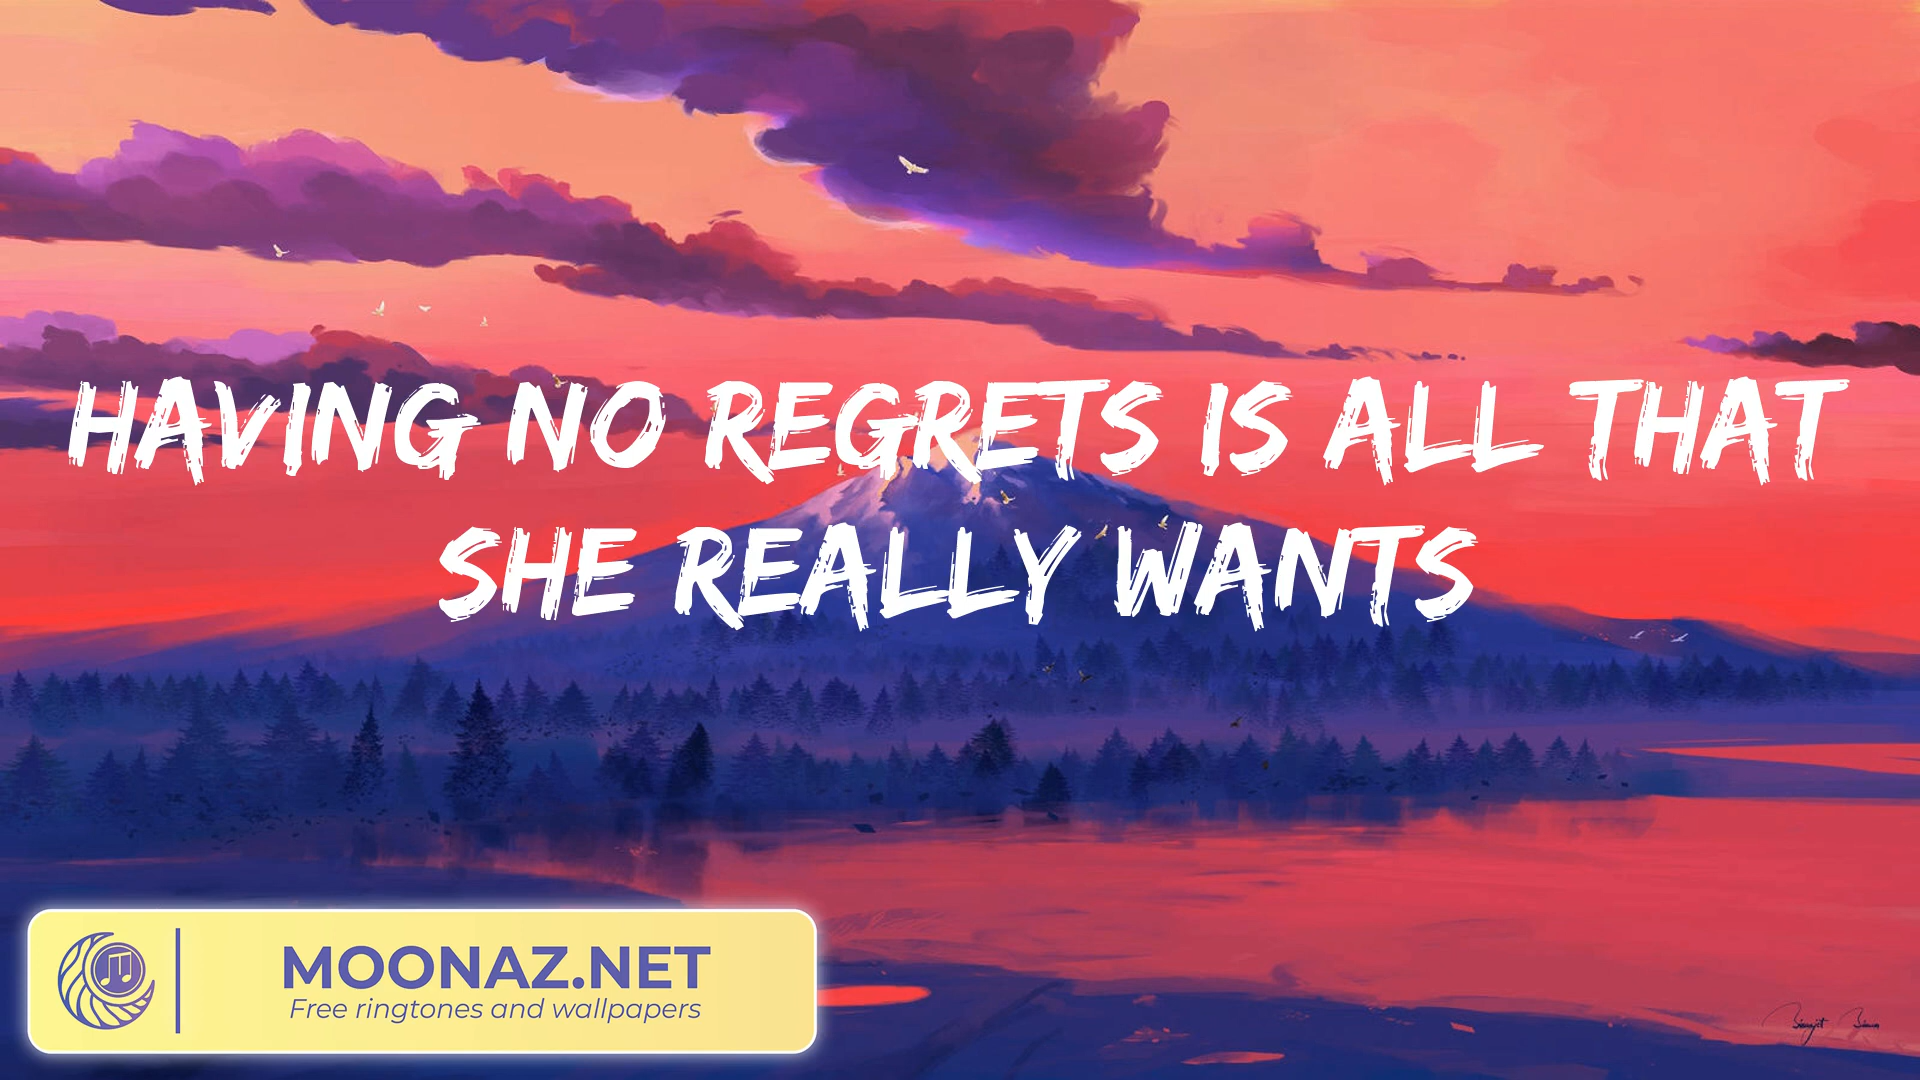 HAVING NO REGRETS IS ALL THAT
SHE REALLY WANTS
MOONAZ.NET
Free ringtones and wallpapers